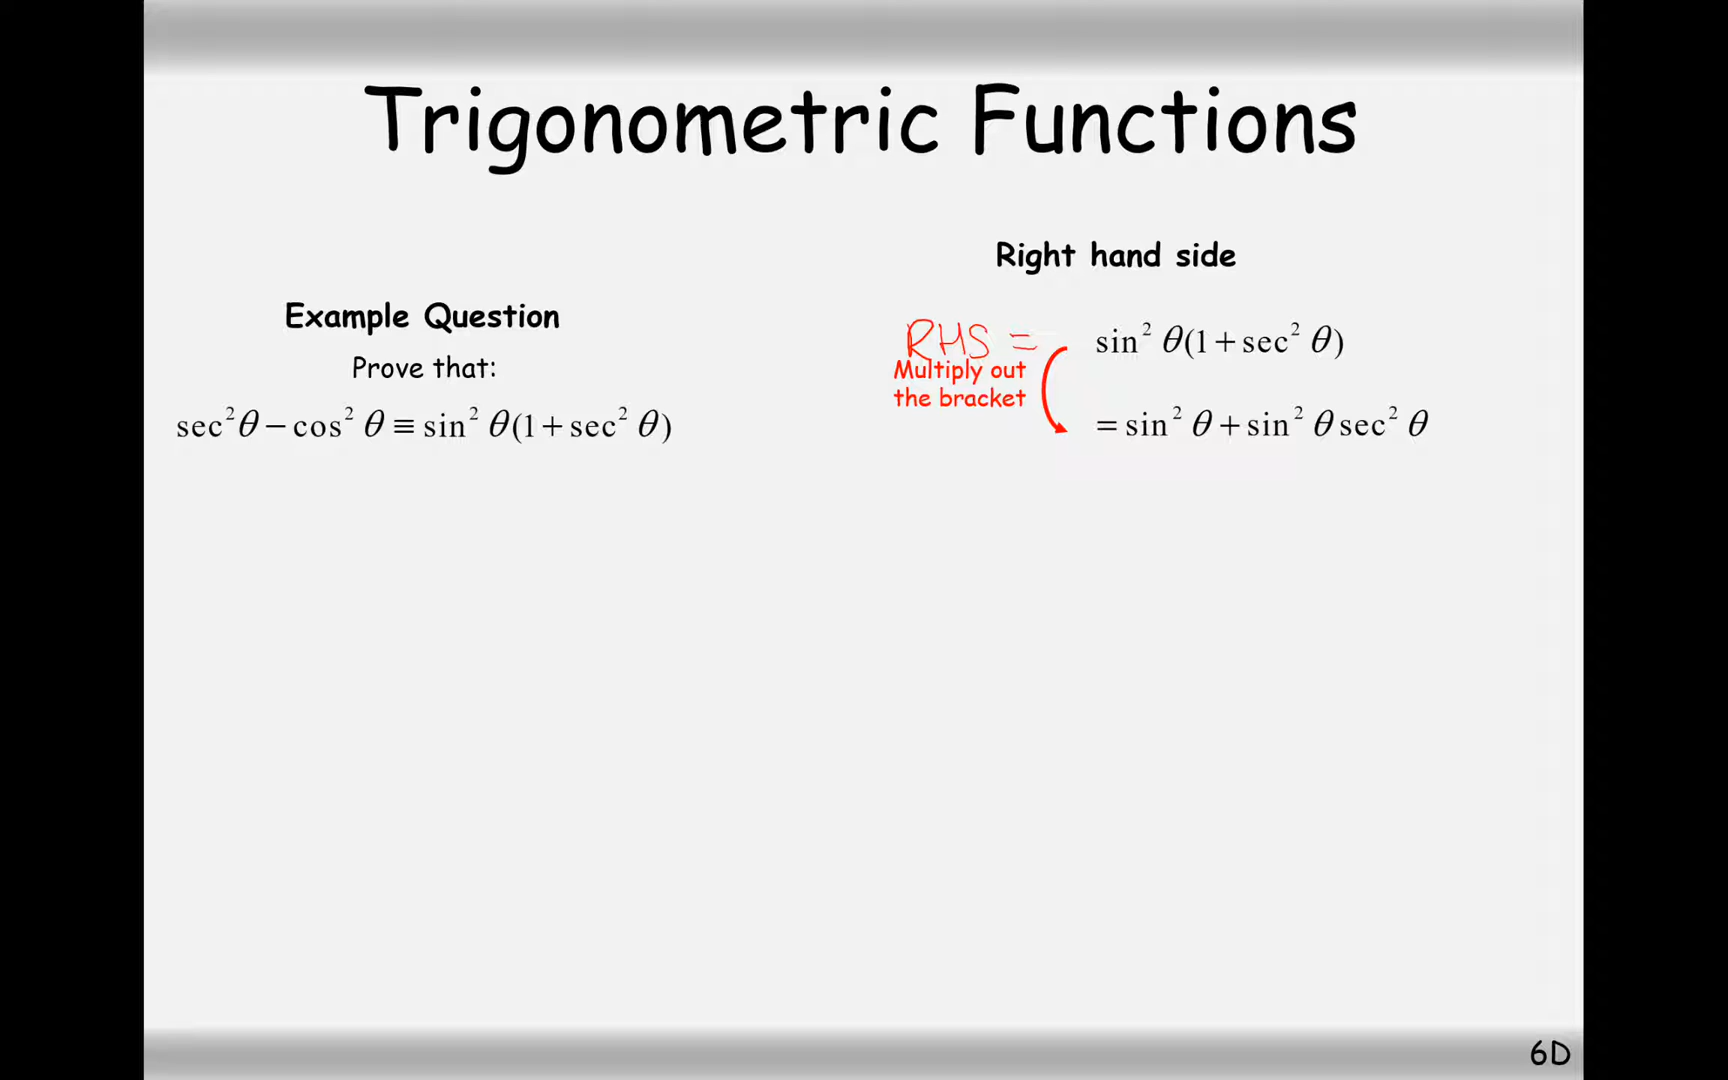 Trigonometric Functions
Example Question
Prove that:
sec²θ − cos² θ ≡ sin² θ(1 + sec² θ)
Right hand side
RHS = sin² θ(1 + sec² θ)
Multiply out
the bracket
= sin² θ + sin² θ sec² θ
6D